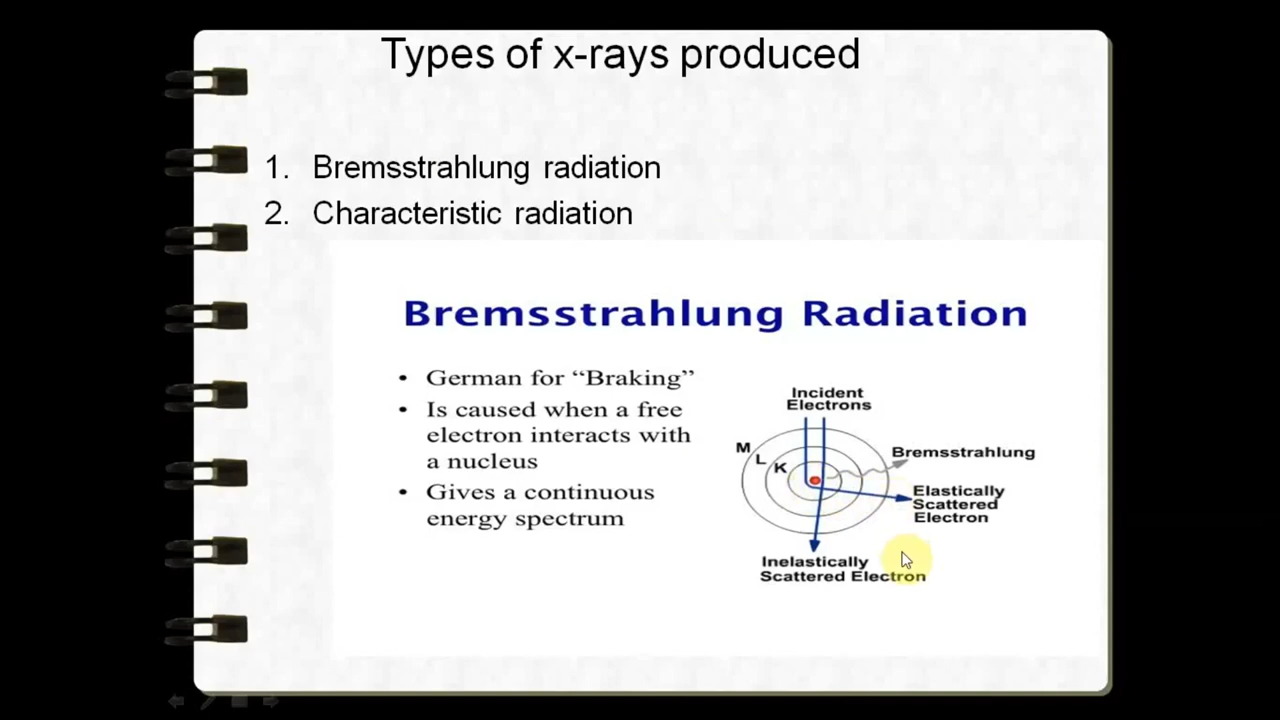 Types of x-rays produced
1. Bremsstrahlung radiation
2. Characteristic radiation
Bremsstrahlung Radiation
• German for “Braking”
• Is caused when a free
electron interacts with
a nucleus
• Gives a continuous
energy spectrum
Incident
Electrons
M
L
K
Bremsstrahlung
Elastically
Scattered
Electron
Inelastically
Scattered Electron